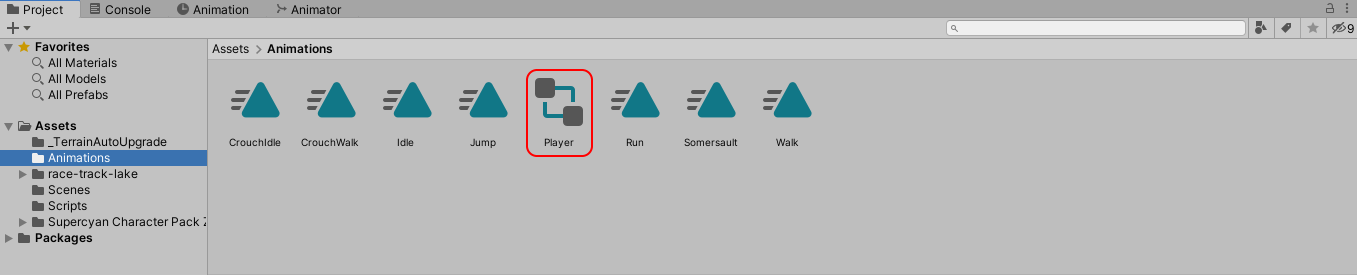 Project Console Animation Animator
9
Favorites
All Materials
All Models
All Prefabs
Assets
_TerrainAutoUpgrade
Animations
race-track-lake
Scenes
Scripts
Supercyan Character Pack Z
Packages
Assets > Animations
CrouchIdle CrouchWalk Idle Jump Player Run Somersault Walk